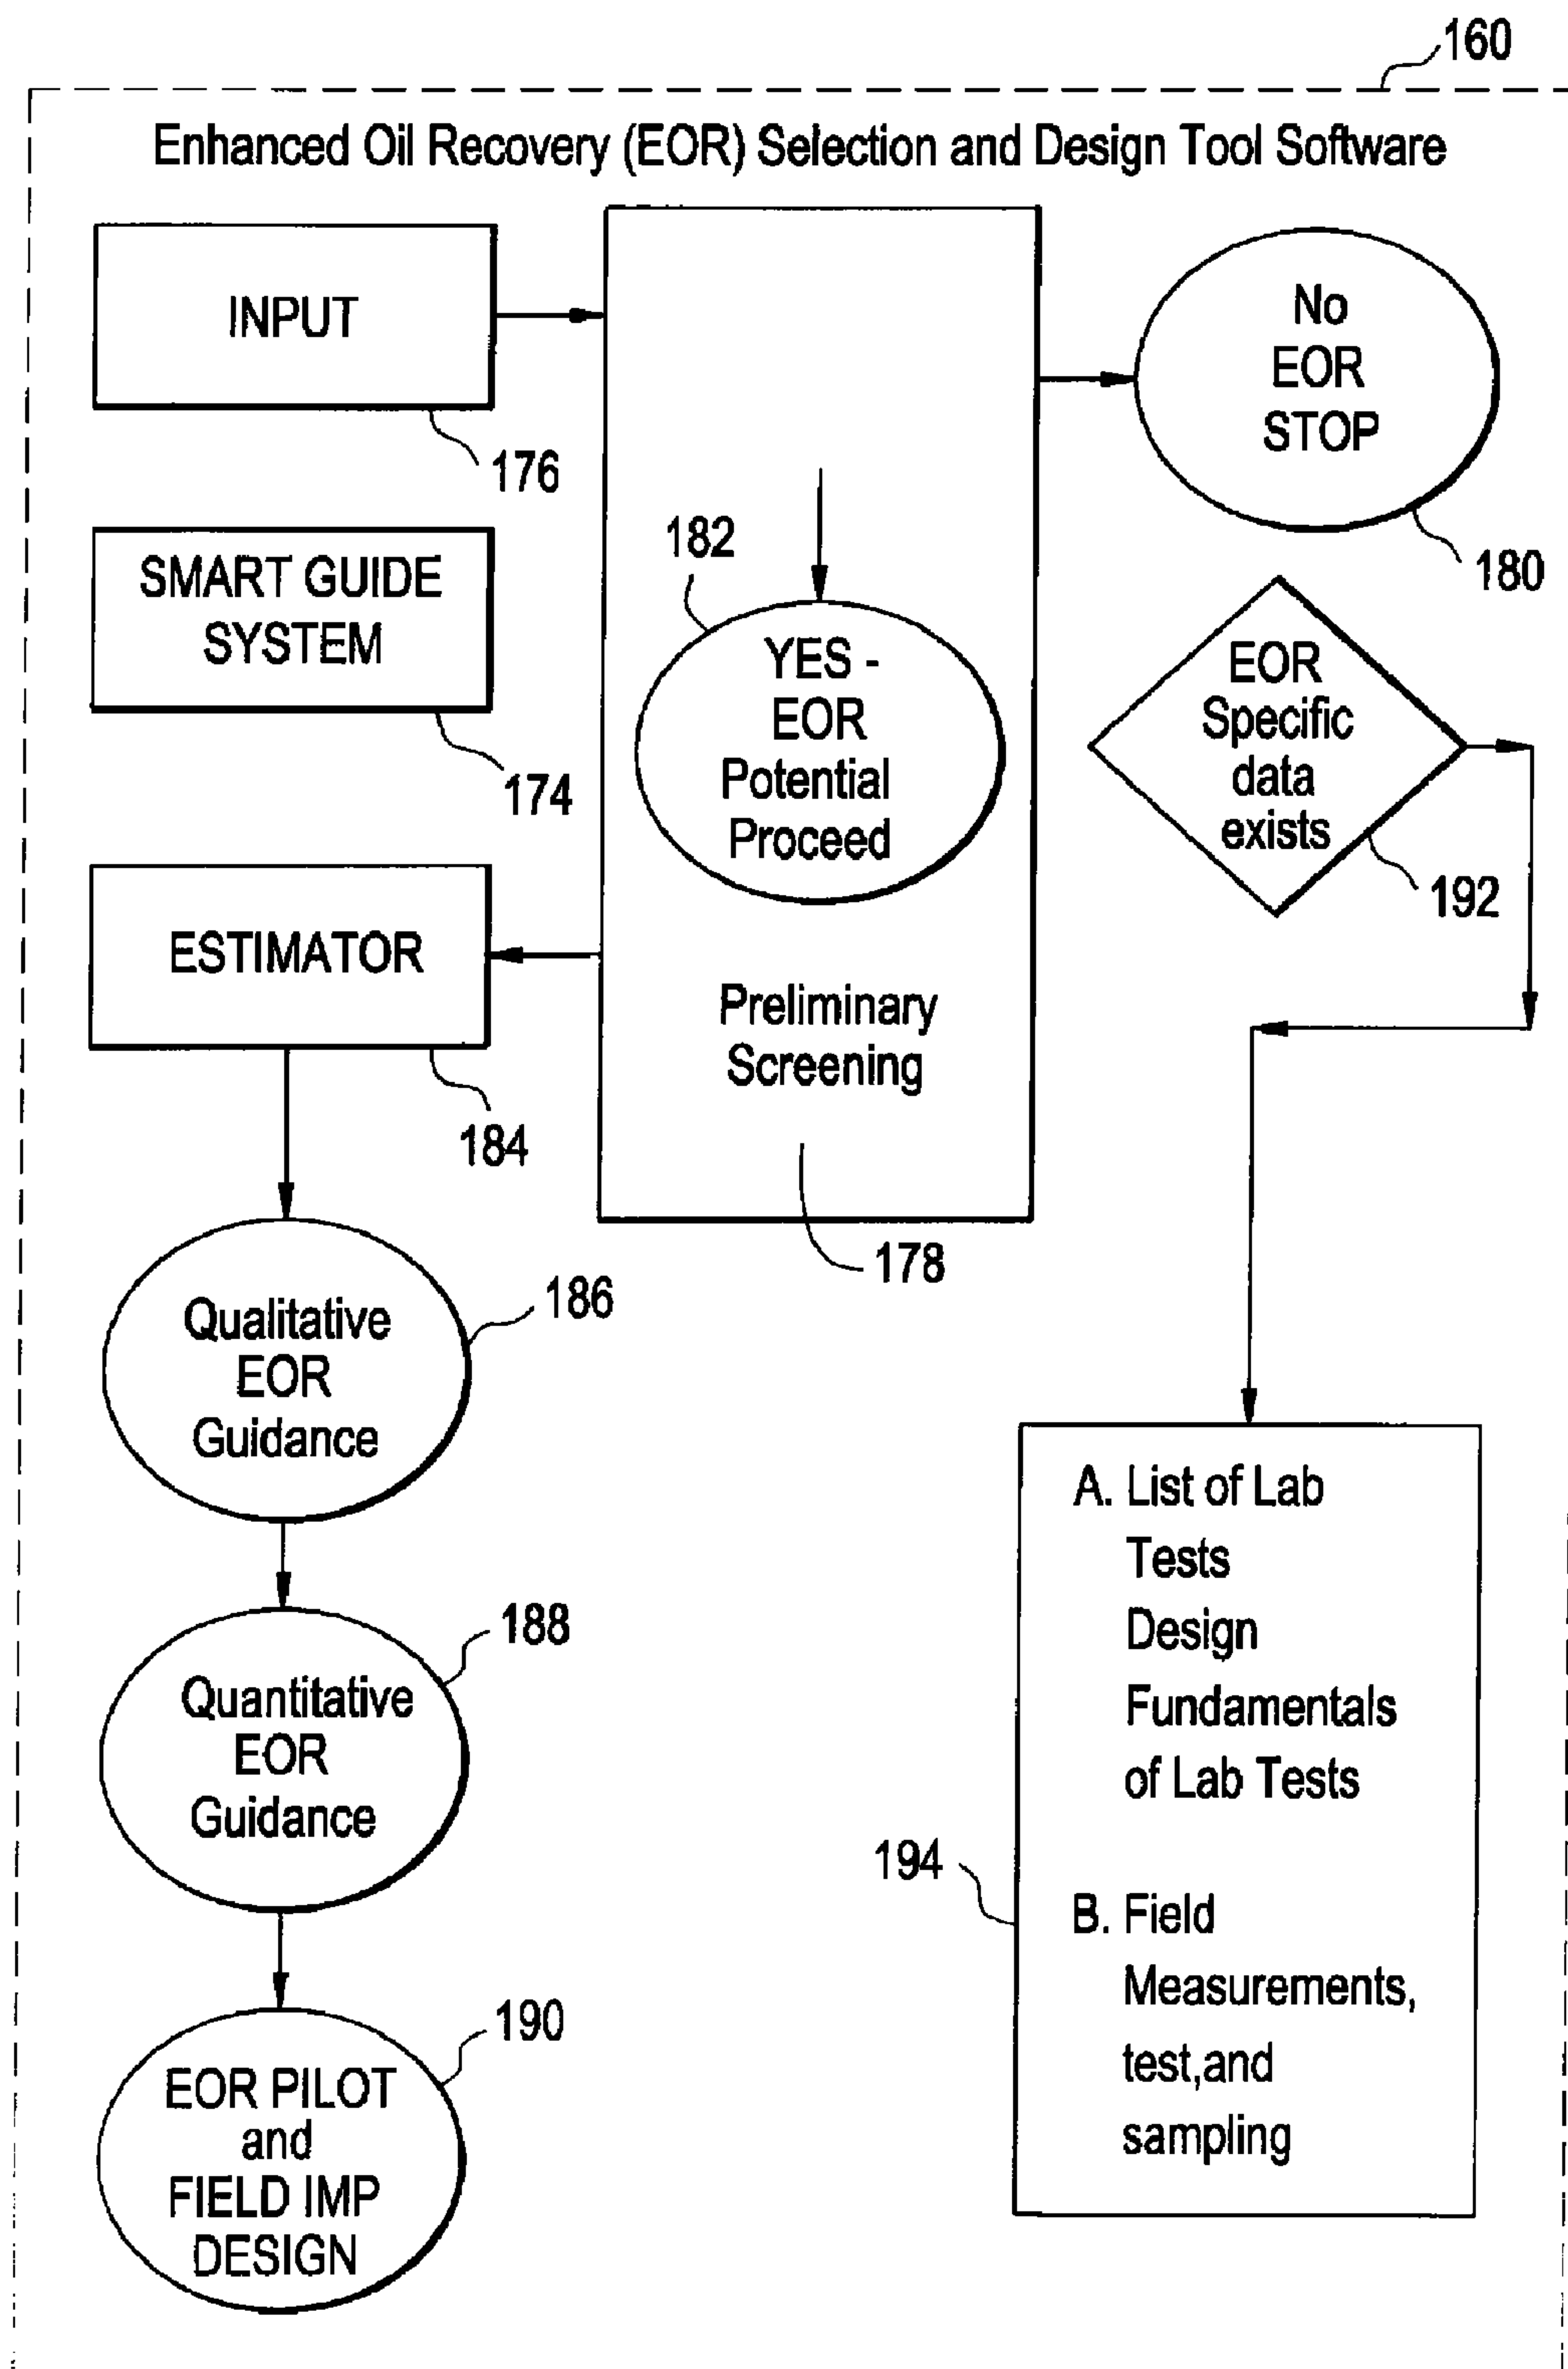 160
Enhanced Oil Recovery (EOR) Selection and Design Tool Software
INPUT
176
SMART GUIDE
SYSTEM
174
ESTIMATOR
184
182
YES -
EOR
Potential
Proceed
Preliminary
Screening
178
No
EOR
STOP
180
EOR
Specific
data
exists
192
Qualitative
EOR
Guidance
186
Quantitative
EOR
Guidance
188
EOR PILOT
and
FIELD IMP
DESIGN
190
A. List of Lab
Tests
Design
Fundamentals
of Lab Tests
B. Field
Measurements,
test,and
sampling
194